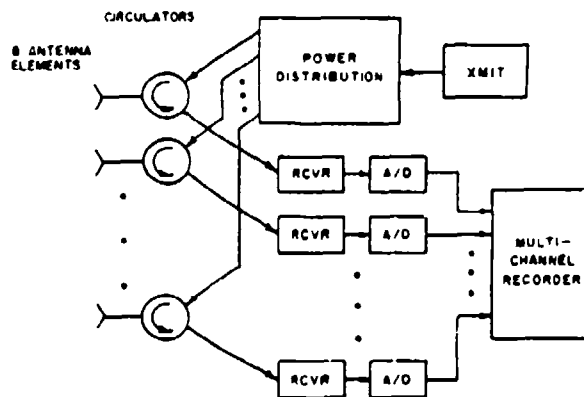 CIRCULATORS
8 ANTENNA
ELEMENTS
POWER
DISTRIBUTION
XMIT
RCVR
A/D
RCVR
A/D
MULTI-
CHANNEL
RECORDER
RCVR
A/D